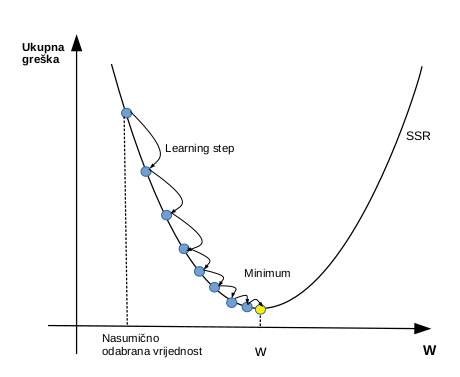 Ukupna
greška
SSR
Learning step
Minimum
Nasumično
odabrana vrijednost
W
W